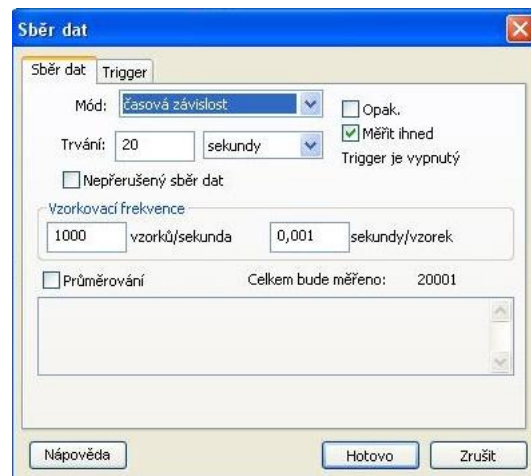 Sběr dat
Sběr dat Trigger
Mód: časová závislost
Opak.
Měřit ihned
Trvání: 20 sekundy
Trigger je vypnutý
Nepřerušený sběr dat
Vzorkovací frekvence
1000 vzorků/sekunda 0,001 sekundy/vzorek
Průměrování Celkem bude měřeno: 20001
Nápověda Hotovo Zrušit